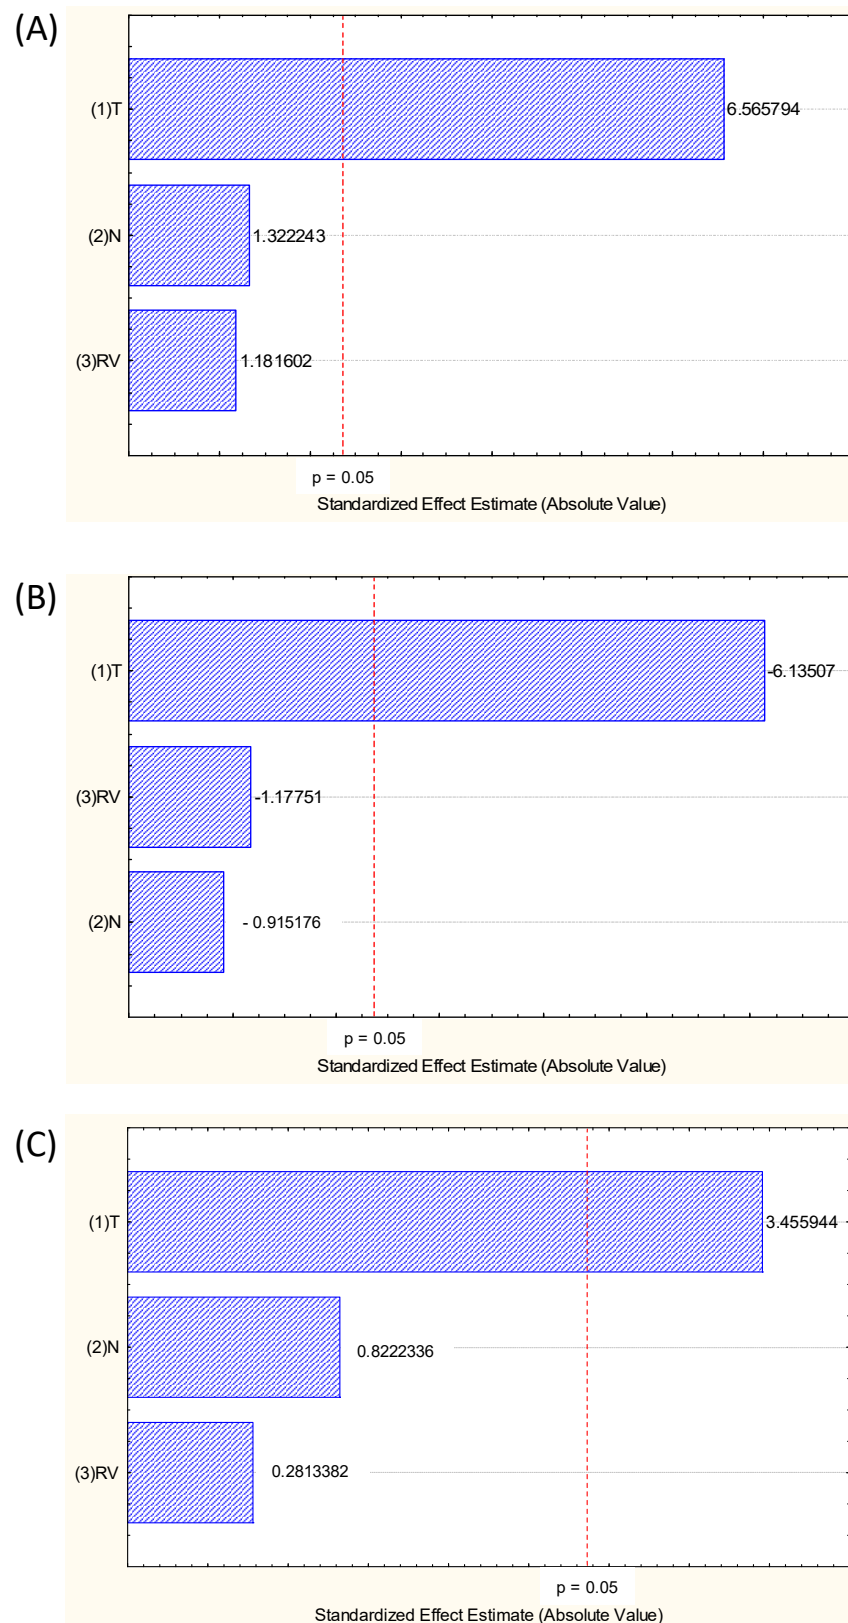 (A)
(1)T
6.565794
(2)N
1.322243
(3)RV
1.181602
p = 0.05
Standardized Effect Estimate (Absolute Value)
(B)
(1)T
-6.13507
(3)RV
-1.17751
(2)N
- 0.915176
p = 0.05
Standardized Effect Estimate (Absolute Value)
(C)
(1)T
3.455944
(2)N
0.8222336
(3)RV
0.2813382
p = 0.05
Standardized Effect Estimate (Absolute Value)